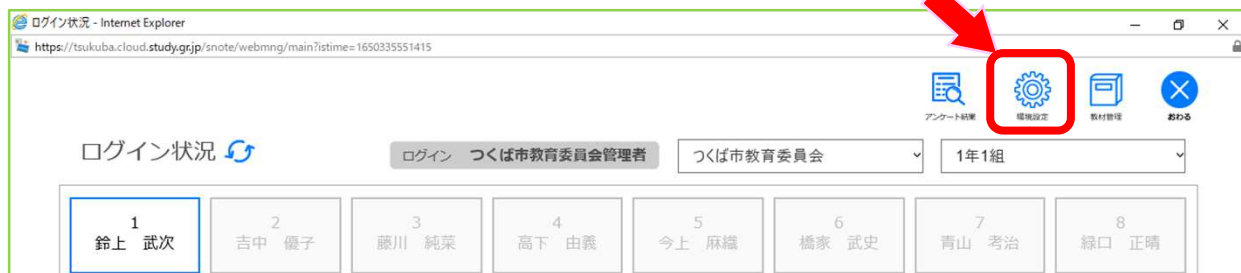 ログイン状況 - Internet Explorer
https://tsukuba.cloud.study.gr.jp/snote/webmng/main?istime=1650335551415
アンケート結果 環境設定 教材管理 おわる
ログイン状況 ログイン つくば市教育委員会管理者 つくば市教育委員会 1年1組
1 2 3 4 5 6 7 8
鈴上 武次 吉中 優子 藤川 純菜 高下 由義 今上 麻織 橋家 武史 青山 考治 緑口 正晴